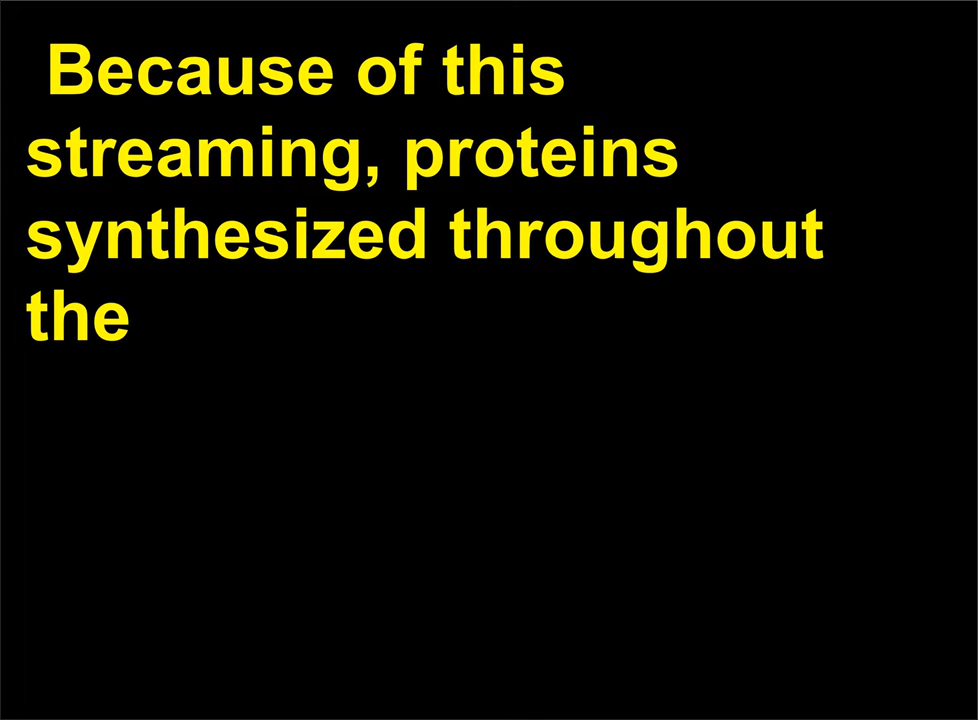 Because of this
streaming, proteins
synthesized throughout
the